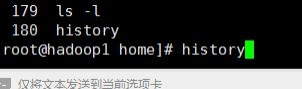 179  ls -l
180  history
root@hadoop1 home]# history
仅将文本发送到当前选项卡